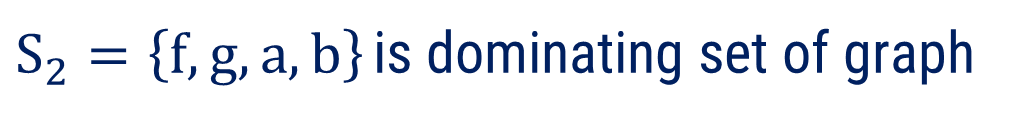 S₂ = {f, g, a, b} is dominating set of graph